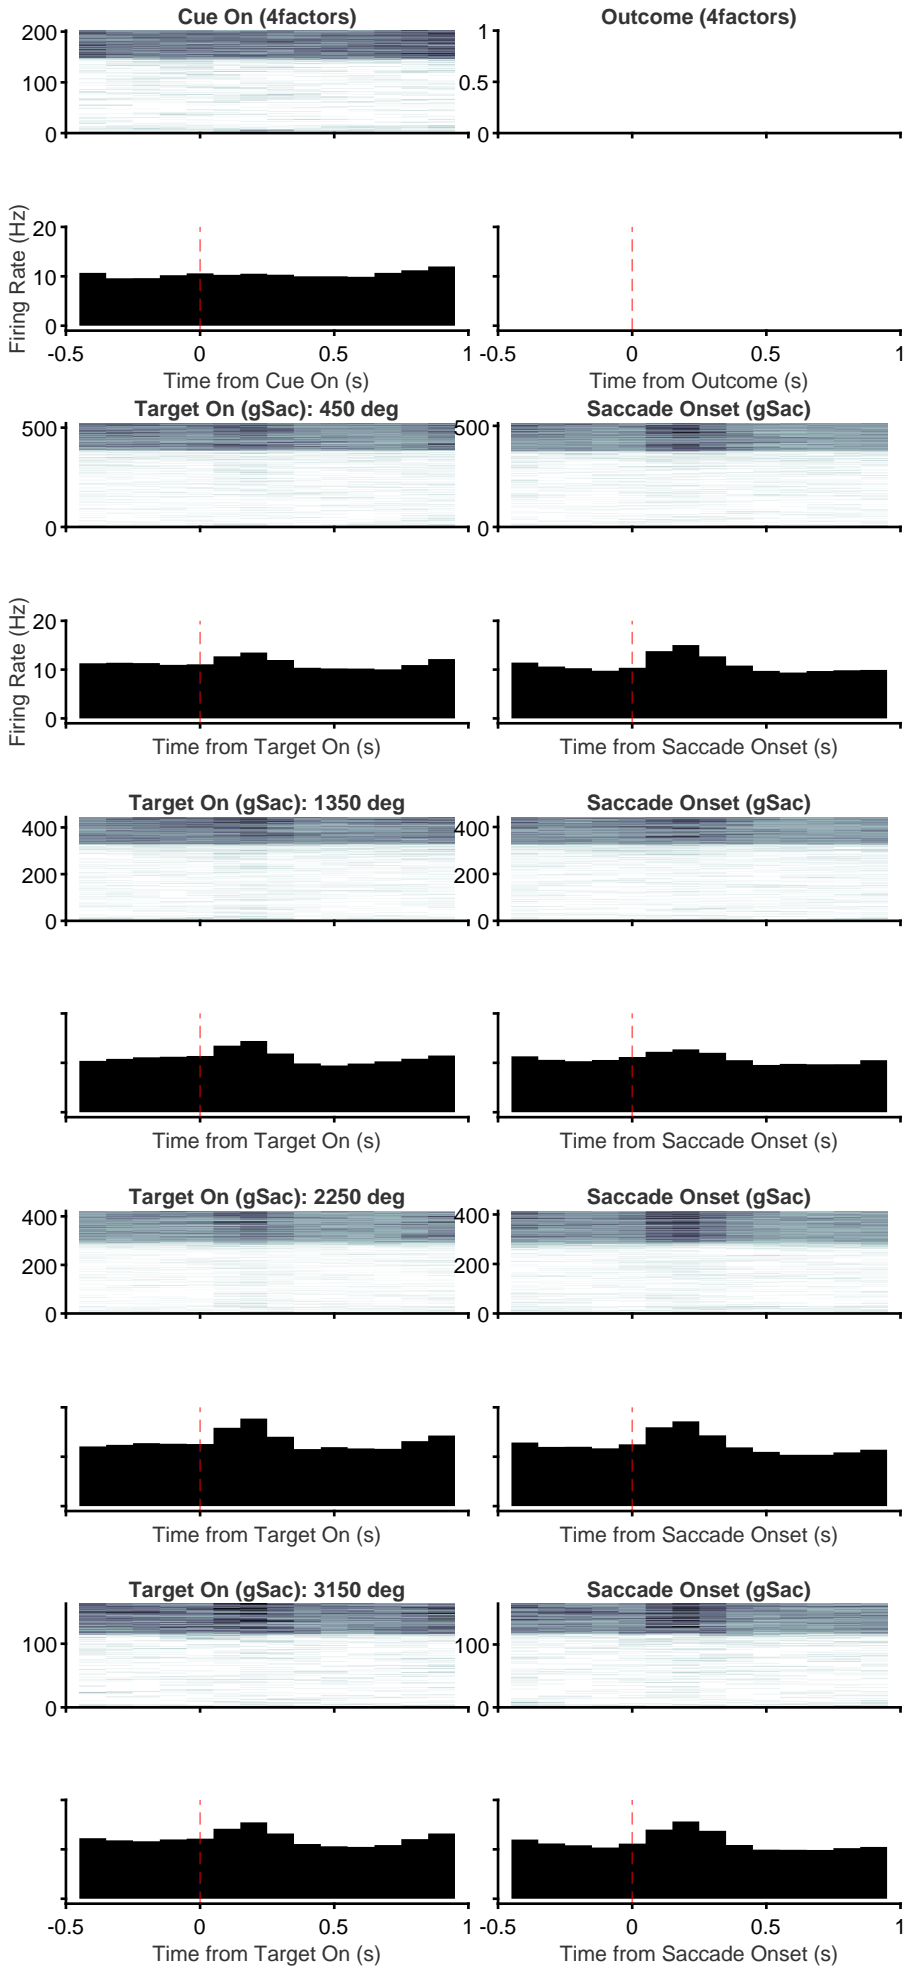 Cue On (4factors)
Outcome (4factors)
200
100
0
1
0.5
0
Firing Rate (Hz)
20
10
0
-0.5 0 0.5 1
-0.5 0 0.5 1
Time from Cue On (s)
Time from Outcome (s)
Target On (gSac): 450 deg
Saccade Onset (gSac)
500
0
500
0
Firing Rate (Hz)
20
10
0
Time from Target On (s)
Time from Saccade Onset (s)
Target On (gSac): 1350 deg
Saccade Onset (gSac)
400
200
0
400
200
0
Time from Target On (s)
Time from Saccade Onset (s)
Target On (gSac): 2250 deg
Saccade Onset (gSac)
400
200
0
400
200
0
Time from Target On (s)
Time from Saccade Onset (s)
Target On (gSac): 3150 deg
Saccade Onset (gSac)
100
0
100
0
-0.5 0 0.5 1
-0.5 0 0.5 1
Time from Target On (s)
Time from Saccade Onset (s)